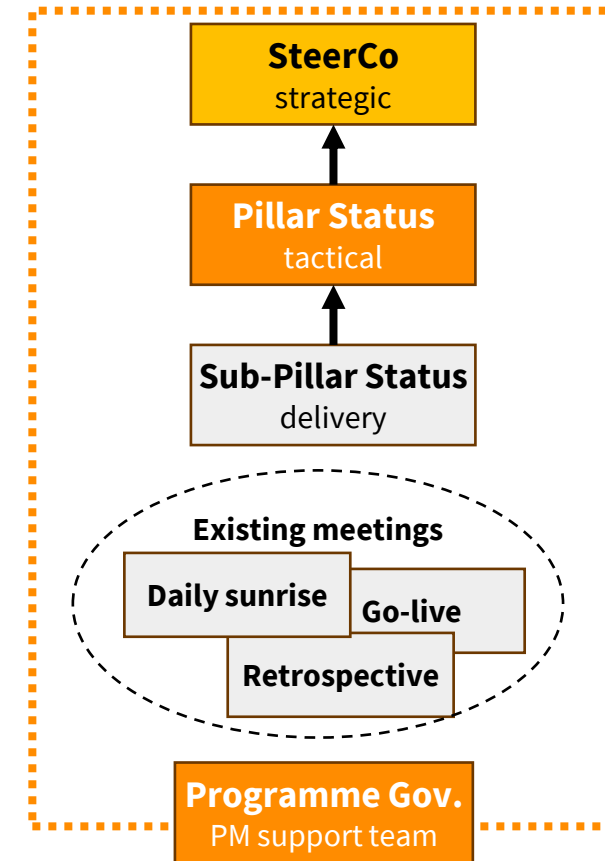 SteerCo
strategic
Pillar Status
tactical
Sub-Pillar Status
delivery
Existing meetings
Daily sunrise
Go-live
Retrospective
Programme Gov.
PM support team